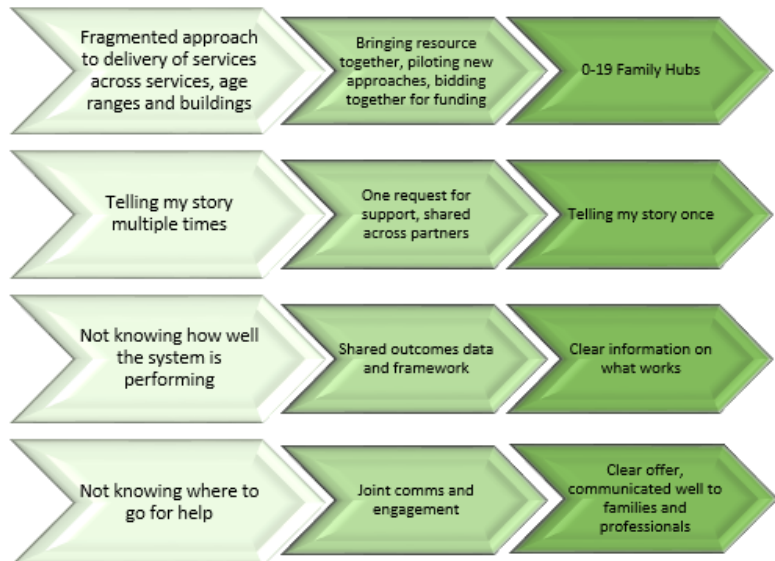 Fragmented approach
to delivery of services
across services, age
ranges and buildings
Bringing resource
together, piloting new
approaches, bidding
together for funding
0-19 Family Hubs
Telling my story
multiple times
One request for
support, shared
across partners
Telling my story once
Not knowing how well
the system is
performing
Shared outcomes data
and framework
Clear information on
what works
Not knowing where to
go for help
Joint comms and
engagement
Clear offer,
communicated well to
families and
professionals